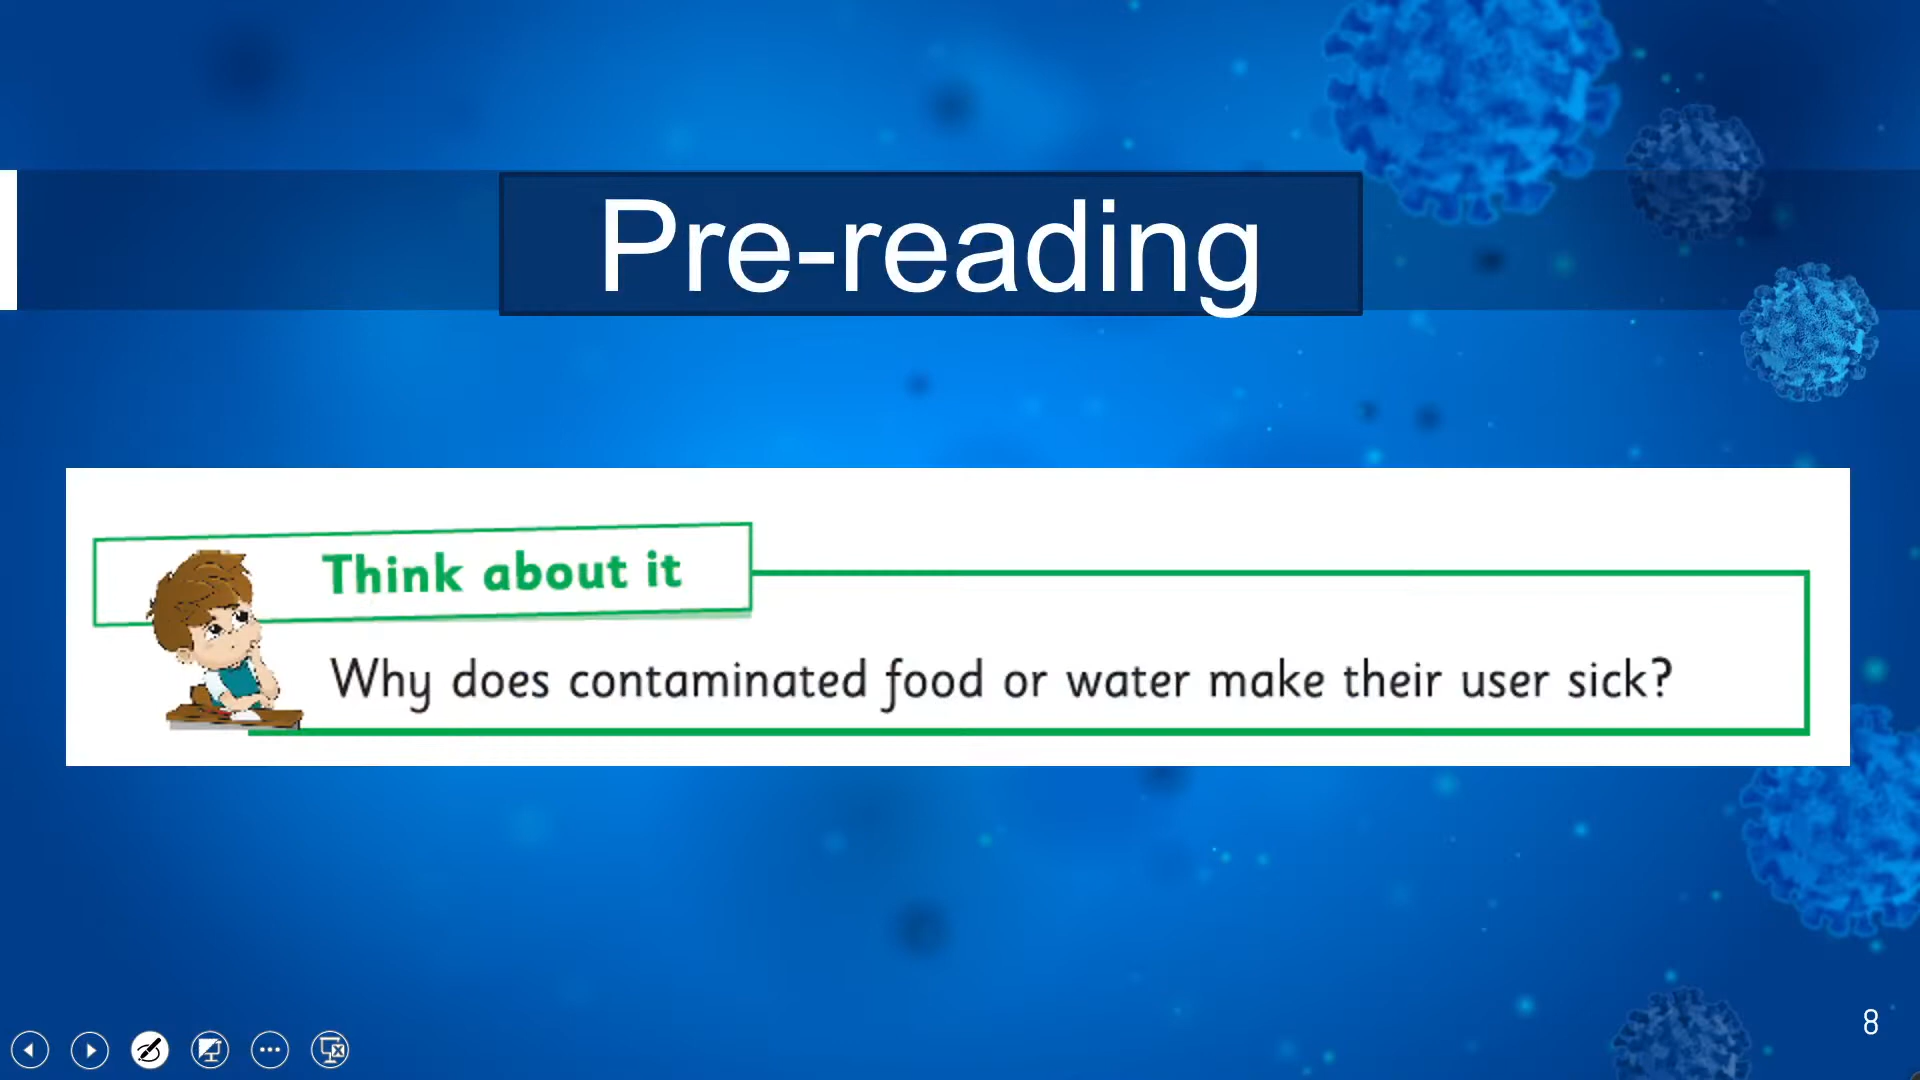 Pre-reading
Think about it
Why does contaminated food or water make their user sick?
8